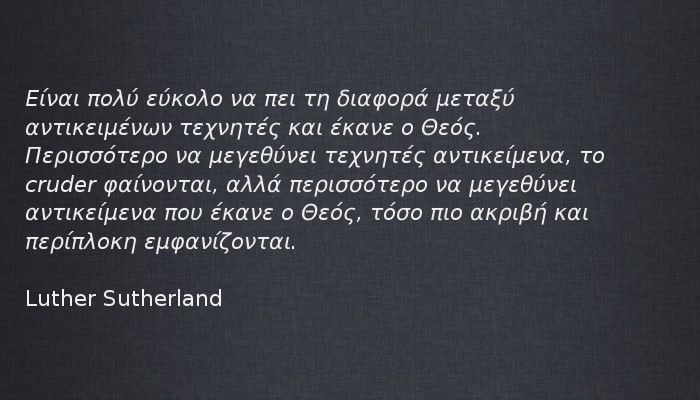 Είναι πολύ εύκολο να πει τη διαφορά μεταξύ
αντικειμένων τεχνητές και έκανε ο Θεός.
Περισσότερο να μεγεθύνει τεχνητές αντικείμενα, το
cruder φαίνονται, αλλά περισσότερο να μεγεθύνει
αντικείμενα που έκανε ο Θεός, τόσο πιο ακριβή και
περίπλοκη εμφανίζονται.
Luther Sutherland